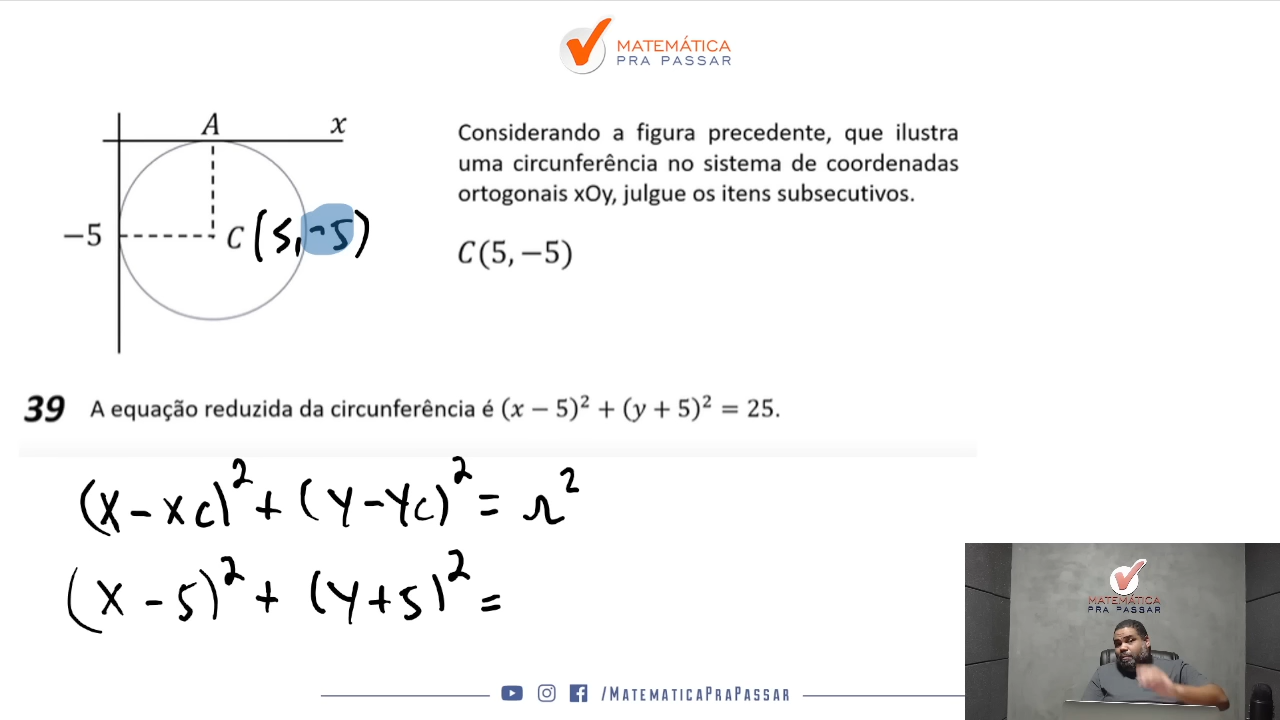 MATEMÁTICA
PRA PASSAR
A
x
−5
C (5, -5)
Considerando a figura precedente, que ilustra
uma circunferência no sistema de coordenadas
ortogonais xOy, julgue os itens subsecutivos.
C(5, −5)
39 A equação reduzida da circunferência é (x − 5)² + (y + 5)² = 25.
(x - xc)² + (y - yc)² = r²
(x - 5)² + (y + 5)² =
MATEMÁTICA
PRA PASSAR
/MATEMATICAPRAPASSAR